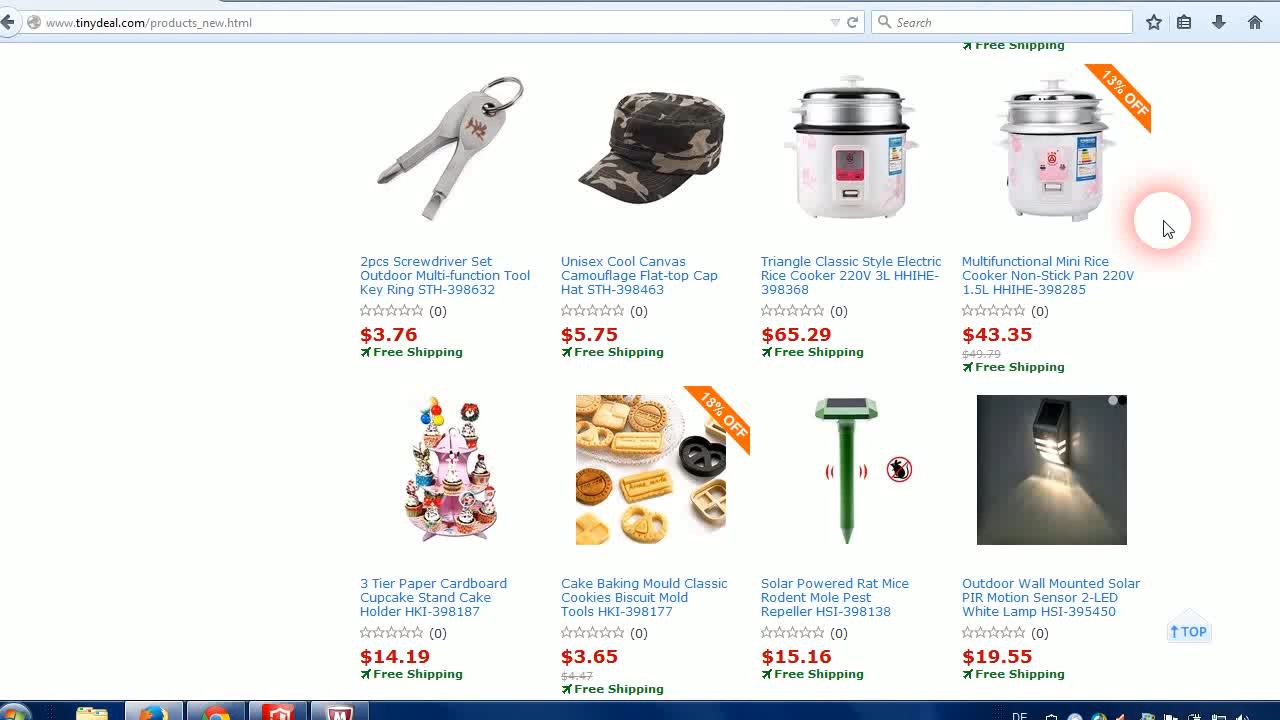 www.tinydeal.com/products_new.html
Search
Free Shipping
13% OFF
2pcs Screwdriver Set
Outdoor Multi-function Tool
Key Ring STH-398632
(0)
$3.76
Free Shipping
Unisex Cool Canvas
Camouflage Flat-top Cap
Hat STH-398463
(0)
$5.75
Free Shipping
Triangle Classic Style Electric
Rice Cooker 220V 3L HHIHE-
398368
(0)
$65.29
Free Shipping
Multifunctional Mini Rice
Cooker Non-Stick Pan 220V
1.5L HHIHE-398285
(0)
$43.35
$49.79
Free Shipping
18% OFF
3 Tier Paper Cardboard
Cupcake Stand Cake
Holder HKI-398187
(0)
$14.19
Free Shipping
Cake Baking Mould Classic
Cookies Biscuit Mold
Tools HKI-398177
(0)
$3.65
$4.47
Free Shipping
Solar Powered Rat Mice
Rodent Mole Pest
Repeller HSI-398138
(0)
$15.16
Free Shipping
Outdoor Wall Mounted Solar
PIR Motion Sensor 2-LED
White Lamp HSI-395450
(0)
$19.55
Free Shipping
TOP
DE